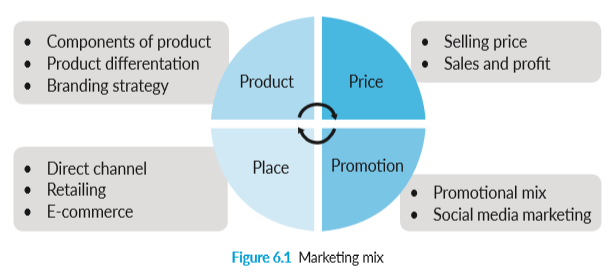 • Components of product
• Product differentation
• Branding strategy
Product
Price
• Selling price
• Sales and profit
• Direct channel
• Retailing
• E-commerce
Place
Promotion
• Promotional mix
• Social media marketing
Figure 6.1 Marketing mix